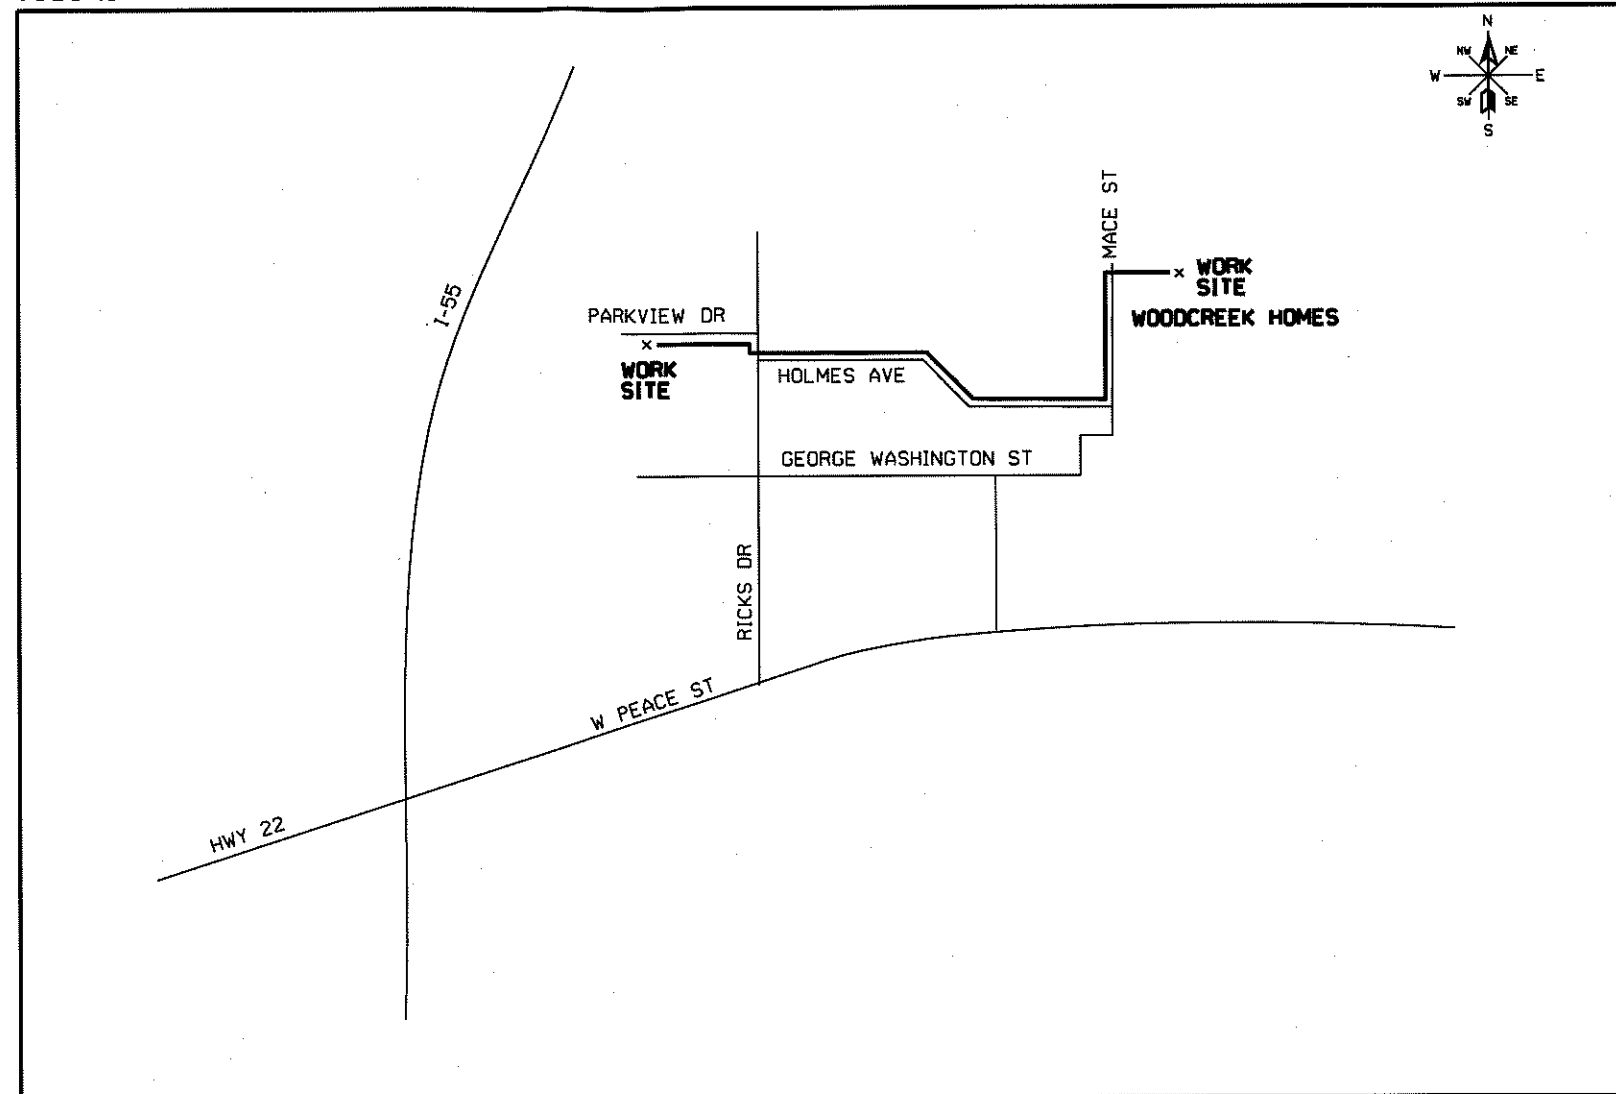 N
NW NE
W E
SW SE
S
MACE ST
WORK
SITE
WOODCREEK HOMES
I-55
PARKVIEW DR
WORK
SITE
HOLMES AVE
GEORGE WASHINGTON ST
RICKS DR
W PEACE ST
HWY 22